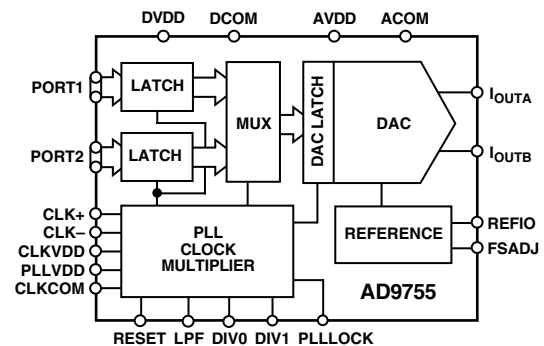 DVDD DCOM AVDD ACOM
PORT1
LATCH
MUX
DAC LATCH
DAC
IOUTA
PORT2
LATCH
IOUTB
CLK+
CLK–
CLKVDD
PLLVDD
CLKCOM
PLL
CLOCK
MULTIPLIER
REFERENCE
REFIO
FSADJ
AD9755
RESET LPF DIV0 DIV1 PLLLOCK